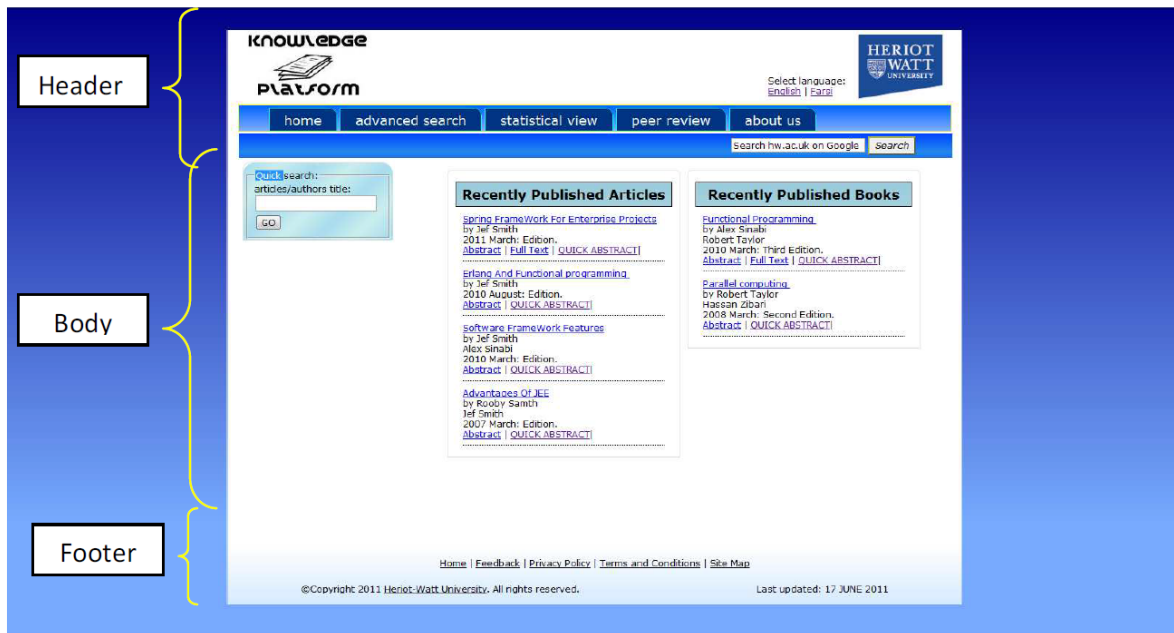 Header
Body
Footer
Knowledge
Platform
HERIOT
WATT
UNIVERSITY
Select language:
English | Farsi
home advanced search statistical view peer review about us
Search hw.ac.uk on Google Search
Quick search:
articles/authors title:
GO
Recently Published Articles
Spring FrameWork For Enterprise Projects
by Jef Smith
2011 March: Edition.
Abstract | Full Text | QUICK ABSTRACT|
Erlang And Functional programming
by Jef Smith
2010 August: Edition.
Abstract | QUICK ABSTRACT|
Software FrameWork Features
by Jef Smith
Alex Sinabi
2010 March: Edition.
Abstract | QUICK ABSTRACT|
Advantages Of JEE
by Rooby Samth
Jef Smith
2007 March: Edition.
Abstract | QUICK ABSTRACT|
Recently Published Books
Functional Programming
by Alex Sinabi
Robert Taylor
2010 March: Third Edition.
Abstract | Full Text | QUICK ABSTRACT|
Parallel computing
by Robert Taylor
Hassan Zibari
2008 March: Second Edition.
Abstract | QUICK ABSTRACT|
Home | Feedback | Privacy Policy | Terms and Conditions | Site Map
©Copyright 2011 Heriot-Watt University. All rights reserved. Last updated: 17 JUNE 2011